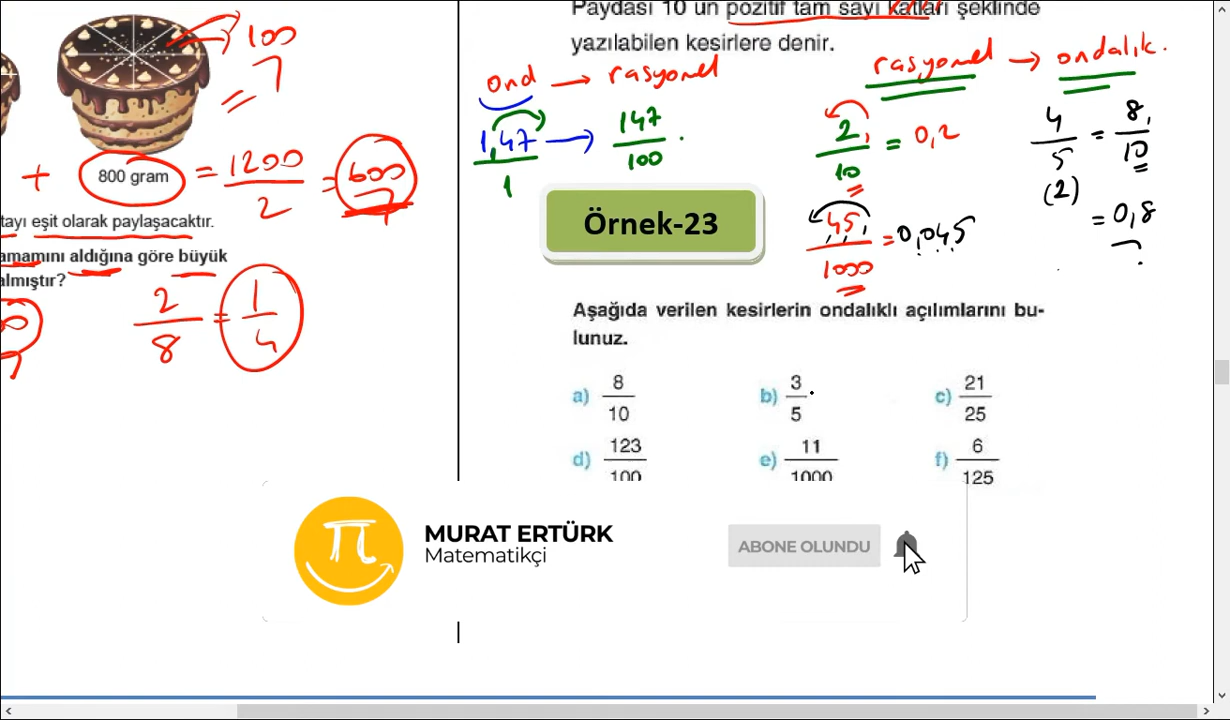 100
7
=
+ 800 gram = 1200/2 = 600
tayı eşit olarak paylaşacaktır.
amamını aldığına göre büyük
almıştır?
2/8 = 1/4
Paydası 10 un pozitif tam sayı katları şeklinde
yazılabilen kesirlere denir.
ond → rasyonel
1,47/1 → 147/100
rasyonel → ondalık.
2/10 = 0,2
4/5 = 8/10
(2)
= 0,8
45/1000 = 0,045
Örnek-23
Aşağıda verilen kesirlerin ondalıklı açılımlarını bu-
lunuz.
a) 8/10 b) 3/5 c) 21/25
d) 123/100 e) 11/1000 f) 6/125
MURAT ERTÜRK
Matematikçi
ABONE OLUNDU
π